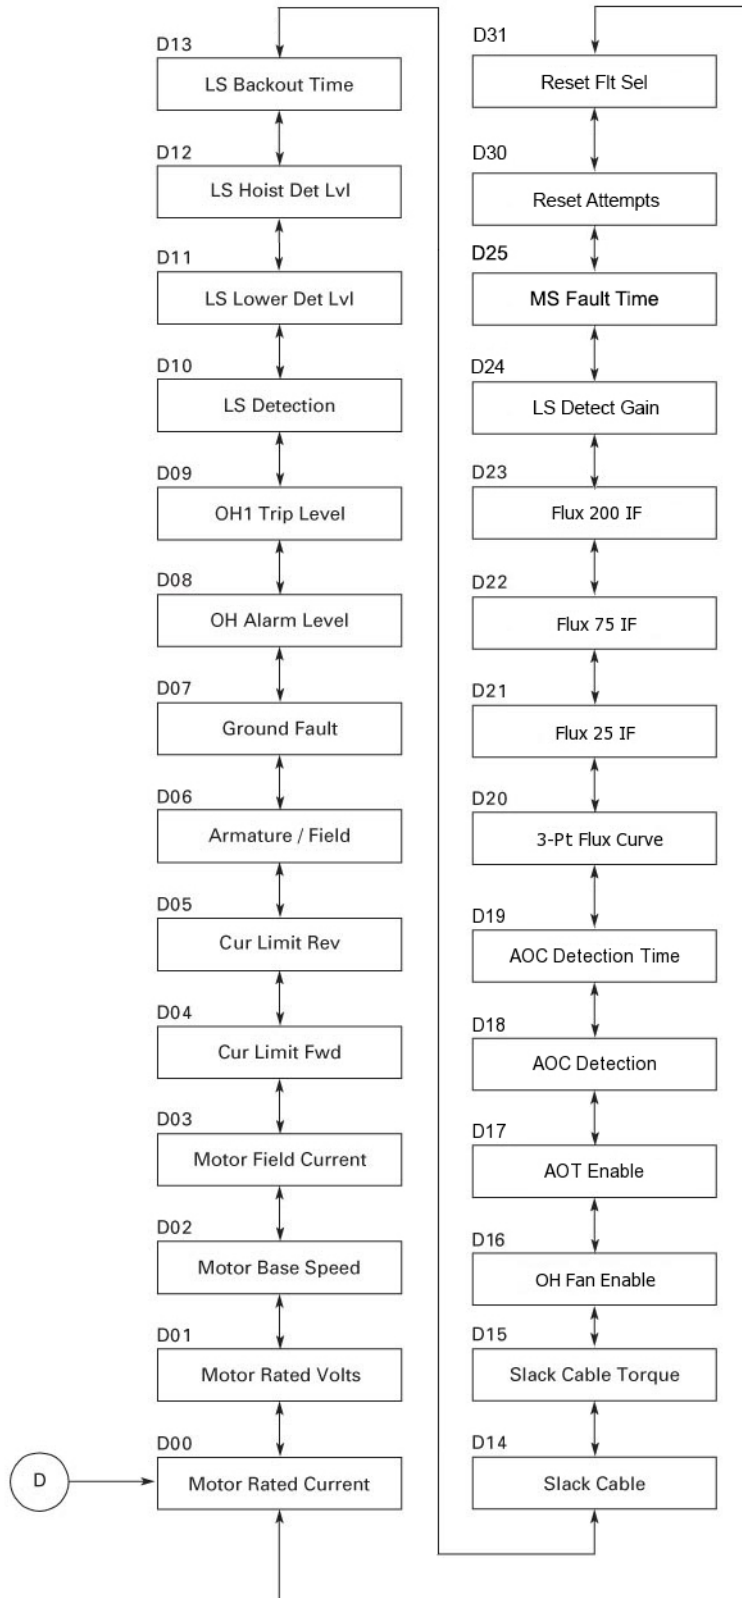 D13
LS Backout Time
D12
LS Hoist Det Lvl
D11
LS Lower Det Lvl
D10
LS Detection
D09
OH1 Trip Level
D08
OH Alarm Level
D07
Ground Fault
D06
Armature / Field
D05
Cur Limit Rev
D04
Cur Limit Fwd
D03
Motor Field Current
D02
Motor Base Speed
D01
Motor Rated Volts
D00
D
Motor Rated Current
D31
Reset Flt Sel
D30
Reset Attempts
D25
MS Fault Time
D24
LS Detect Gain
D23
Flux 200 IF
D22
Flux 75 IF
D21
Flux 25 IF
D20
3-Pt Flux Curve
D19
AOC Detection Time
D18
AOC Detection
D17
AOT Enable
D16
OH Fan Enable
D15
Slack Cable Torque
D14
Slack Cable